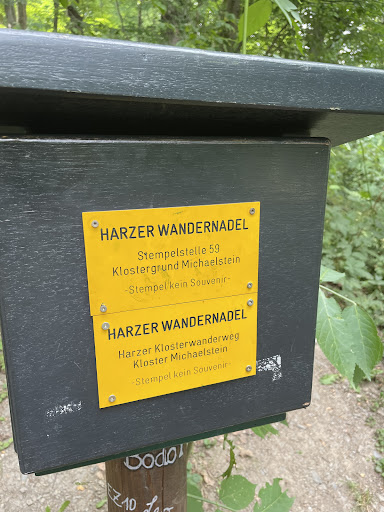 HARZER WANDERNADEL
Stempelstelle 59
Klostergrund Michaelstein
-Stempel kein Souvenir-
HARZER WANDERNADEL
Harzer Klosterwanderweg
Kloster Michaelstein
-Stempel kein Souvenir-